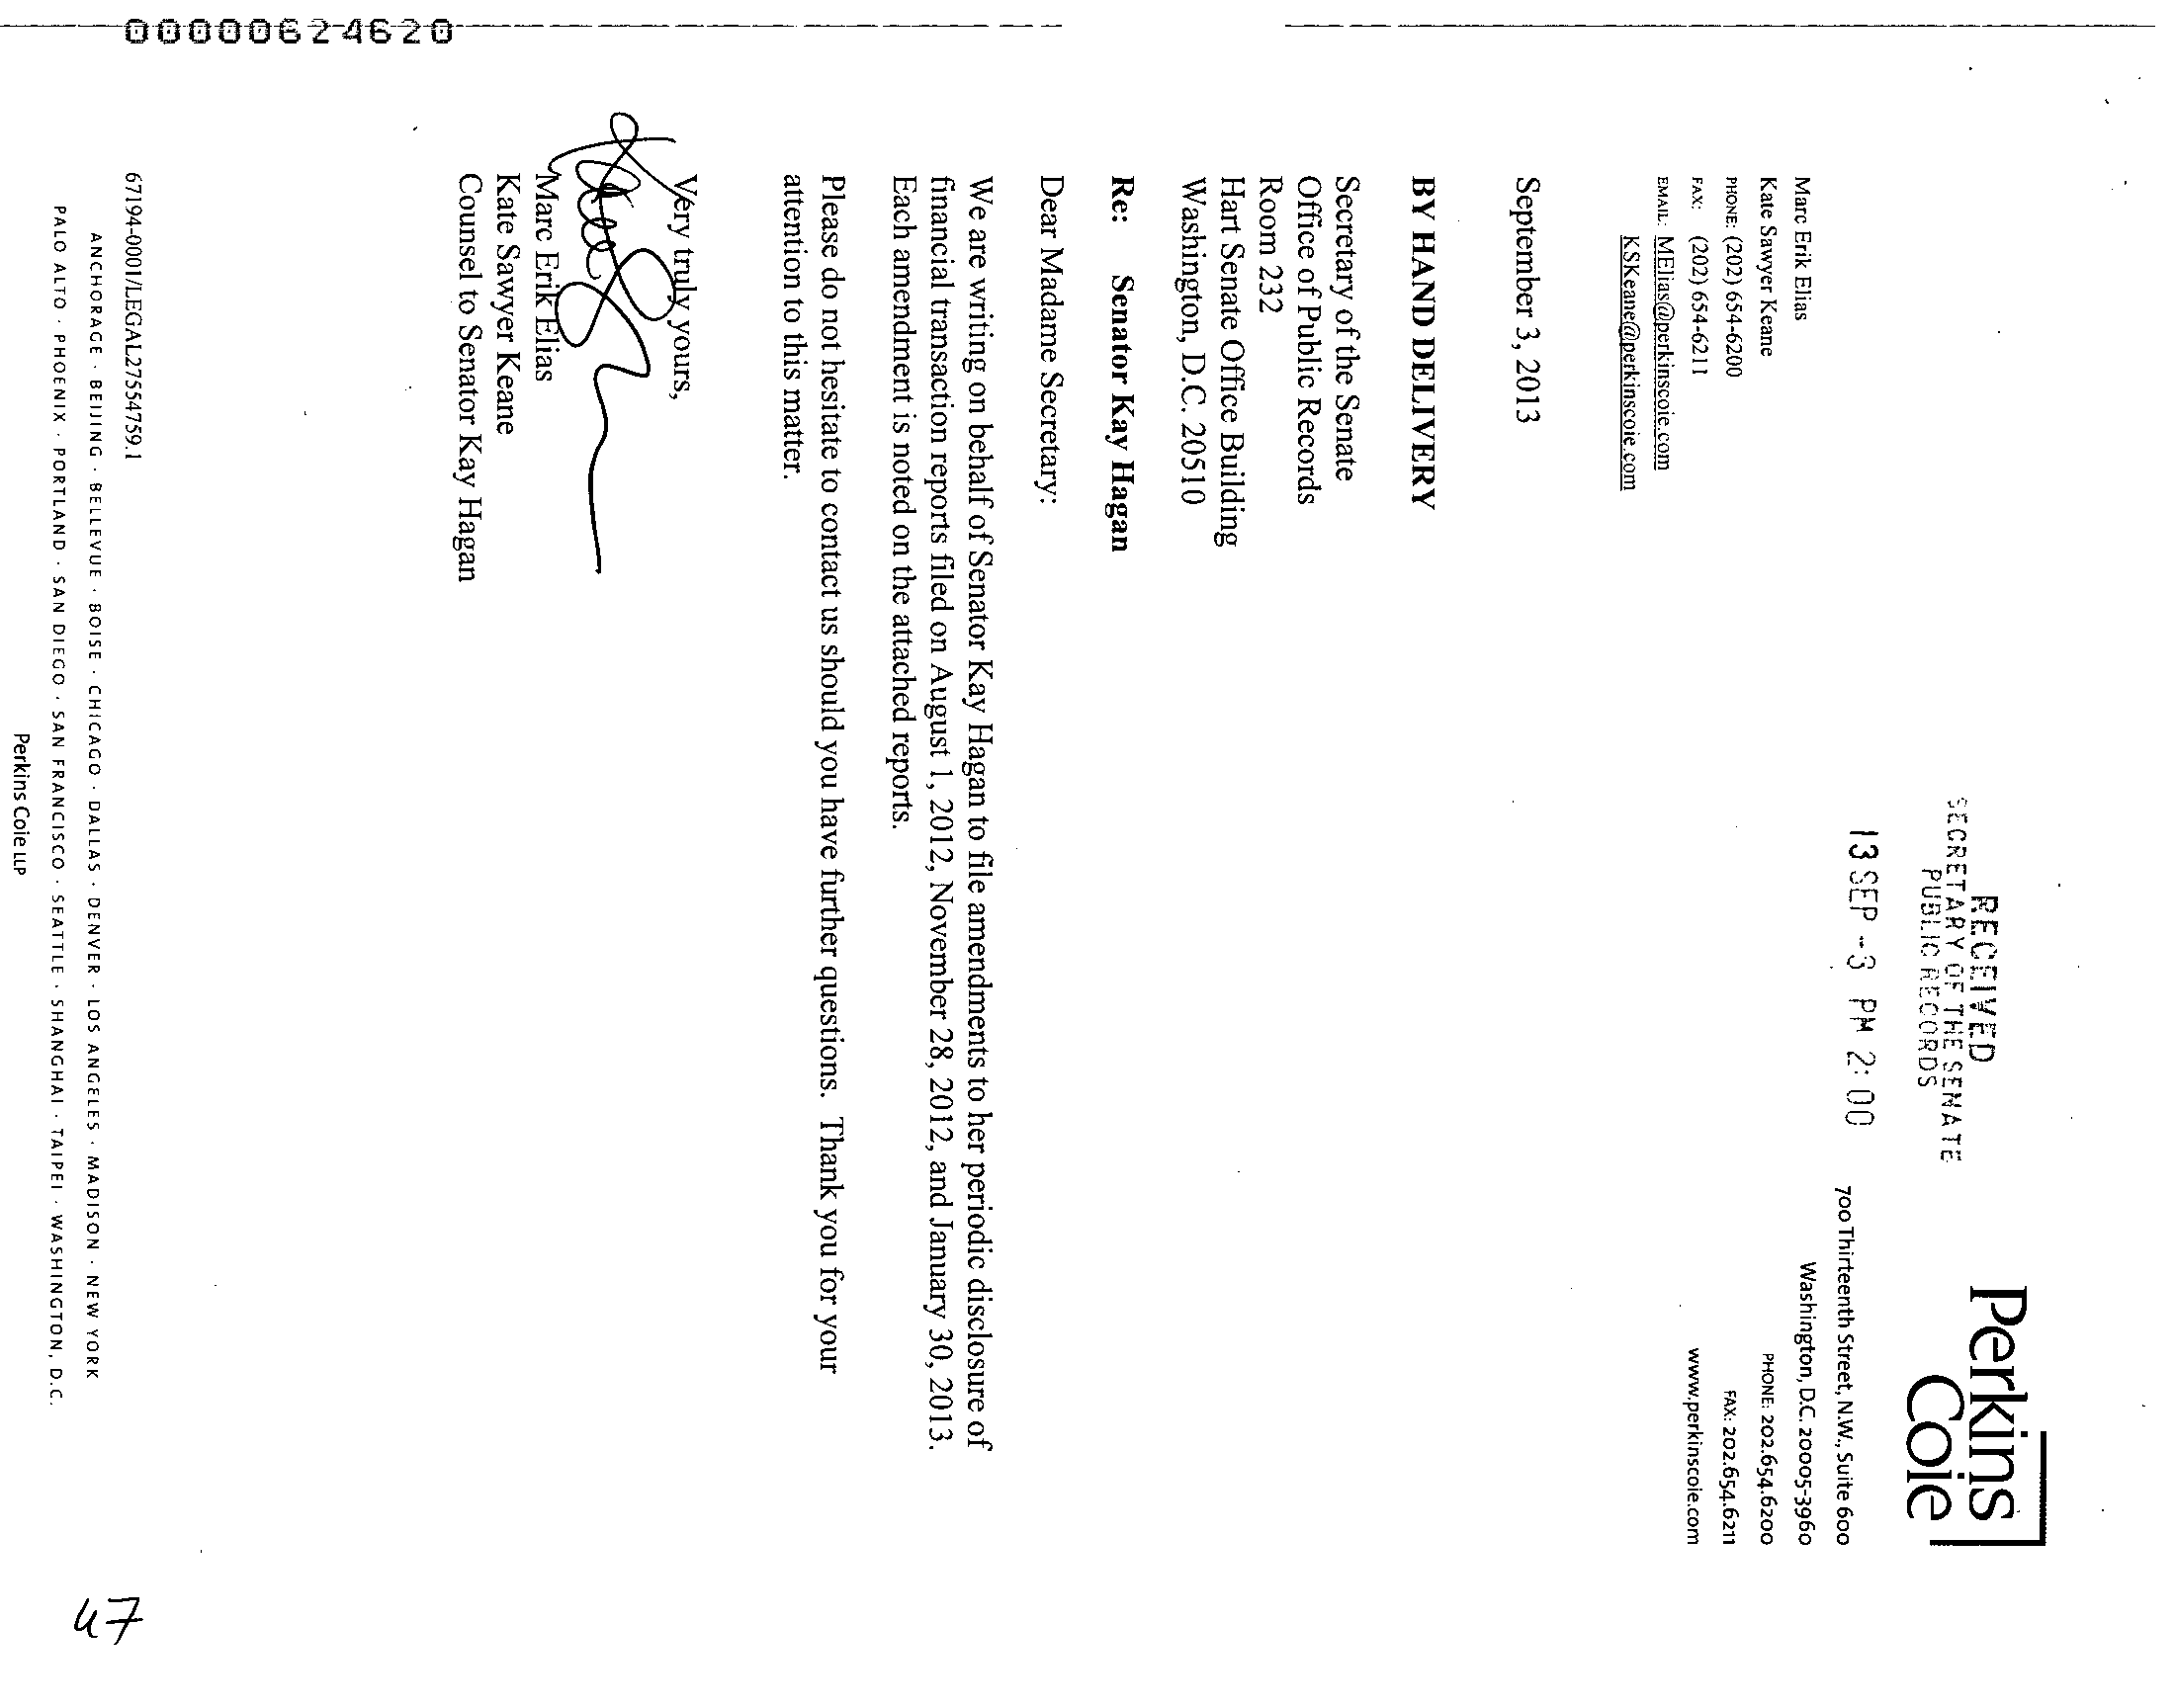 00000624620
RECEIVED
SECRETARY OF THE SENATE
PUBLIC RECORDS
13 SEP -3 PM 2:00
Perkins
Coie
700 Thirteenth Street, N.W., Suite 600
Washington, D.C. 20005-3960
PHONE: 202.654.6200
FAX: 202.654.6211
www.perkinscoie.com
Marc Erik Elias
Kate Sawyer Keane
PHONE: (202) 654-6200
FAX: (202) 654-6211
EMAIL: MElias@perkinscoie.com
KSKeane@perkinscoie.com
September 3, 2013
BY HAND DELIVERY
Secretary of the Senate
Office of Public Records
Room 232
Hart Senate Office Building
Washington, D.C. 20510
Re: Senator Kay Hagan
Dear Madame Secretary:
We are writing on behalf of Senator Kay Hagan to file amendments to her periodic disclosure of
financial transaction reports filed on August 1, 2012, November 28, 2012, and January 30, 2013.
Each amendment is noted on the attached reports.
Please do not hesitate to contact us should you have further questions. Thank you for your
attention to this matter.
Very truly yours,
Marc Erik Elias
Kate Sawyer Keane
Counsel to Senator Kay Hagan
67194-0001/LEGAL27554759.1
ANCHORAGE · BEIJING · BELLEVUE · BOISE · CHICAGO · DALLAS · DENVER · LOS ANGELES · MADISON · NEW YORK
PALO ALTO · PHOENIX · PORTLAND · SAN DIEGO · SAN FRANCISCO · SEATTLE · SHANGHAI · TAIPEI · WASHINGTON, D.C.
Perkins Coie LLP
47